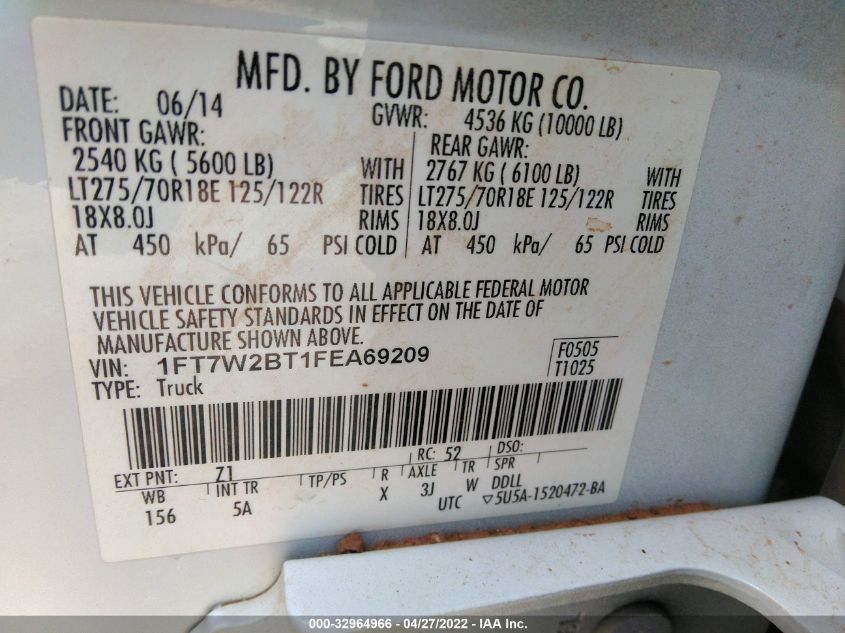 MFD. BY FORD MOTOR CO.
DATE: 06/14 GVWR: 4536 KG (10000 LB)
FRONT GAWR: REAR GAWR:
2540 KG ( 5600 LB) WITH 2767 KG ( 6100 LB) WITH
LT275/70R18E 125/122R TIRES LT275/70R18E 125/122R TIRES
18X8.0J RIMS 18X8.0J RIMS
AT 450 kPa/ 65 PSI COLD AT 450 kPa/ 65 PSI COLD
THIS VEHICLE CONFORMS TO ALL APPLICABLE FEDERAL MOTOR
VEHICLE SAFETY STANDARDS IN EFFECT ON THE DATE OF
MANUFACTURE SHOWN ABOVE.
VIN: 1FT7W2BT1FEA69209 F0505
TYPE: Truck T1025
EXT PNT: Z1 RC: 52 DSO:
WB INT TR TP/PS R AXLE TR SPR
156 5A X 3J W DDLL
UTC ▽5U5A-1520472-BA
000-32964966 - 04/27/2022 - IAA Inc.